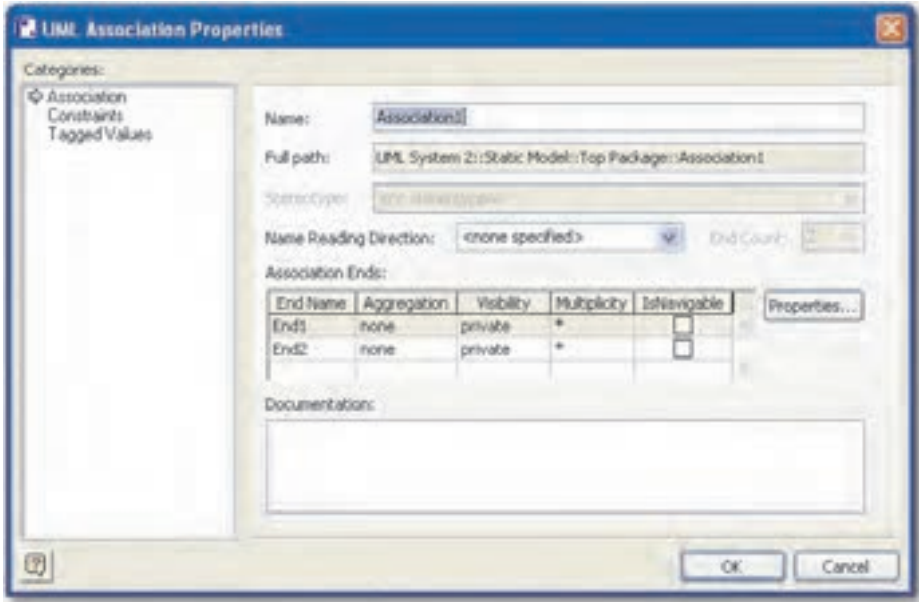 UML Association Properties
Categories:
Association
Constraints
Tagged Values
Name: Association1
Full path: UML System 2::Static Model::Top Package::Association1
Stereotype:
Name Reading Direction: <none specified> End Count: 2
Association Ends:
End Name Aggregation Visibility Multiplicity IsNavigable Properties...
End1 none private *
End2 none private *
Documentation:
OK Cancel